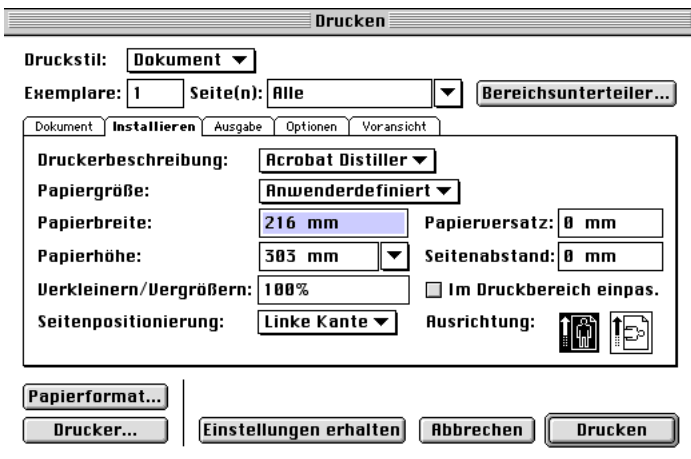 Drucken
Druckstil: Dokument
Exemplare: 1 Seite(n): Alle Bereichsunterteiler...
Dokument Installieren Ausgabe Optionen Voransicht
Druckerbeschreibung: Acrobat Distiller
Papiergröße: Anwenderdefiniert
Papierbreite: 216 mm Papierversatz: 0 mm
Papierhöhe: 303 mm Seitenabstand: 0 mm
Verkleinern/Vergrößern: 100% Im Druckbereich einpas.
Seitenpositionierung: Linke Kante Ausrichtung:
Papierformat...
Drucker... Einstellungen erhalten Abbrechen Drucken